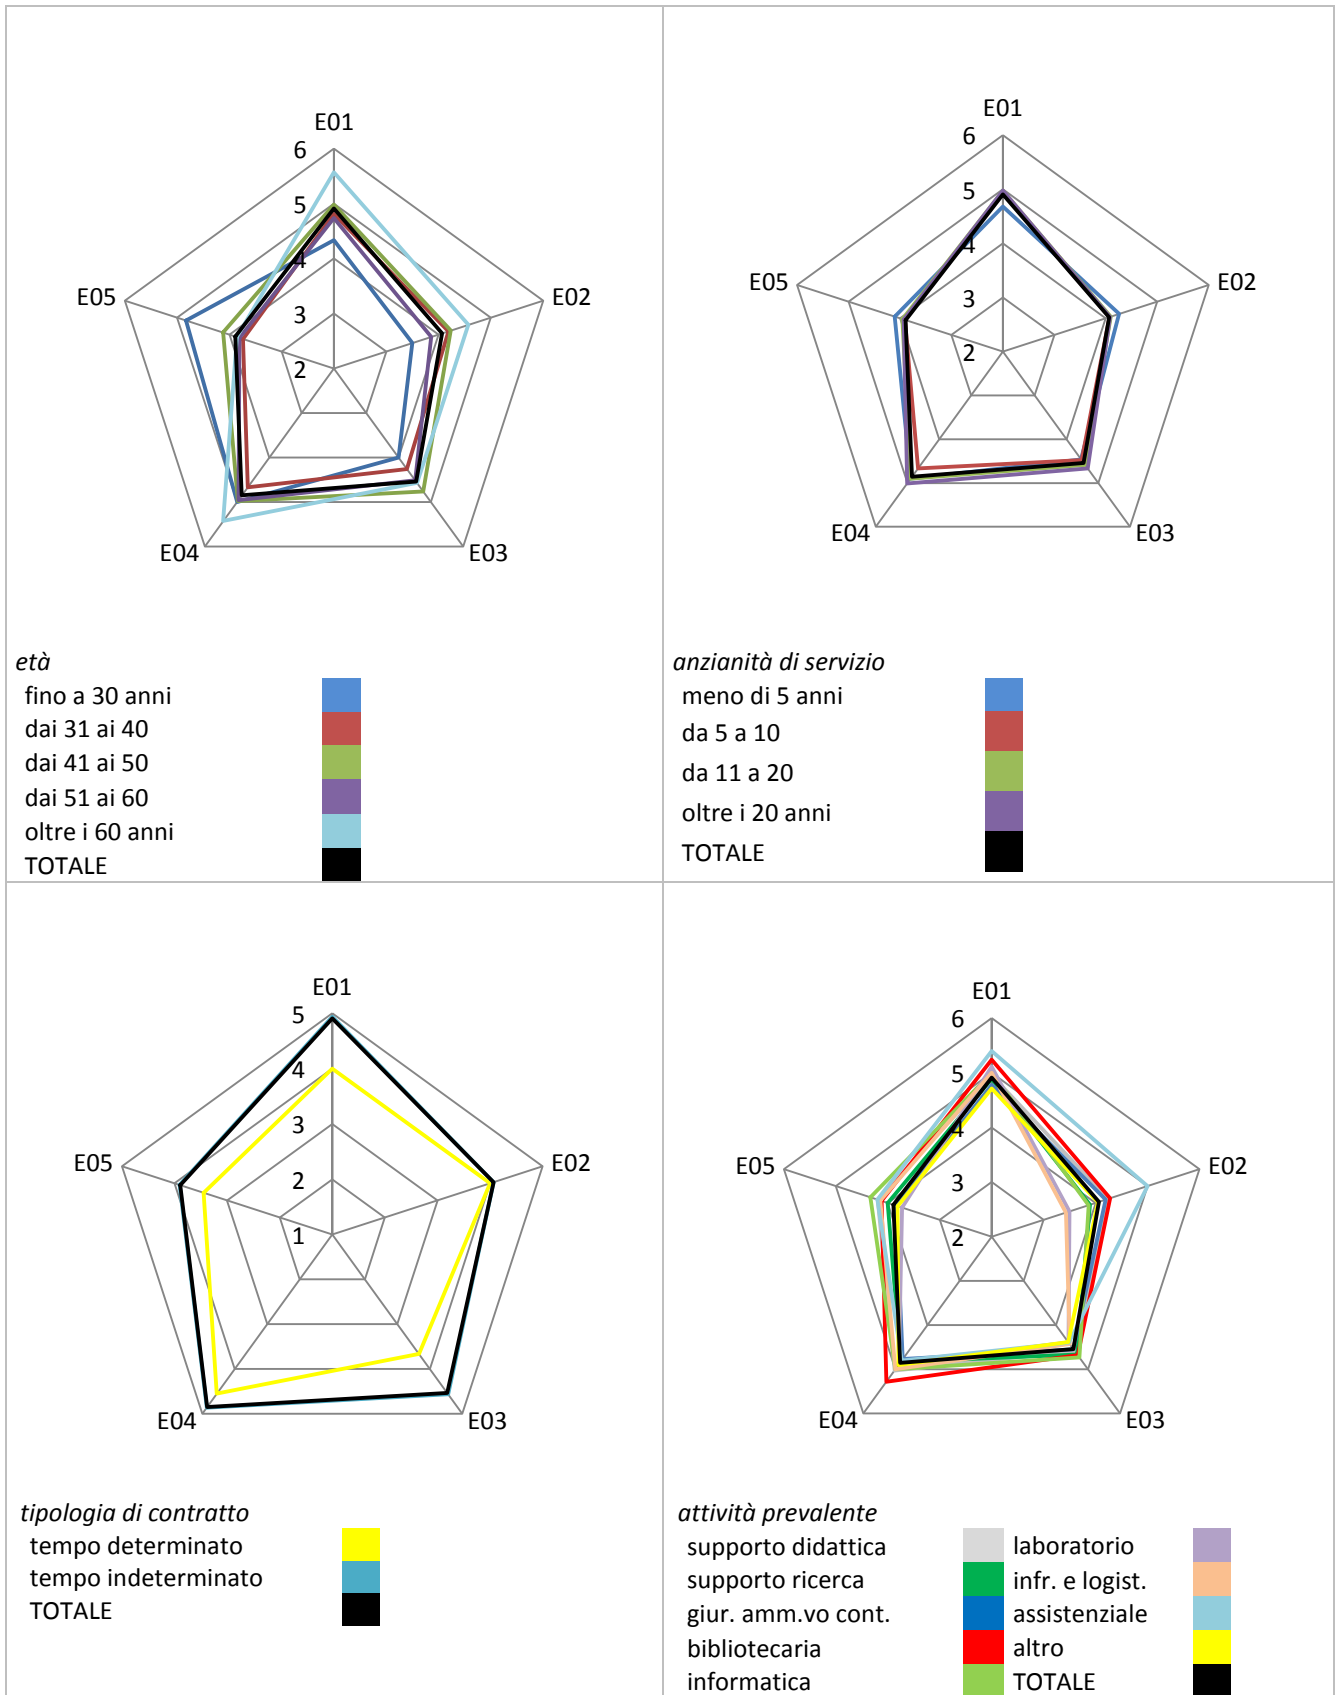 E01
6
5
4
3
2
E02
E03
E04
E05
età
fino a 30 anni
dai 31 ai 40
dai 41 ai 50
dai 51 ai 60
oltre i 60 anni
TOTALE
E01
6
5
4
3
2
E02
E03
E04
E05
anzianità di servizio
meno di 5 anni
da 5 a 10
da 11 a 20
oltre i 20 anni
TOTALE
E01
5
4
3
2
1
E02
E03
E04
E05
tipologia di contratto
tempo determinato
tempo indeterminato
TOTALE
E01
6
5
4
3
2
E02
E03
E04
E05
attività prevalente
supporto didattica laboratorio
supporto ricerca infr. e logist.
giur. amm.vo cont. assistenziale
bibliotecaria altro
informatica TOTALE